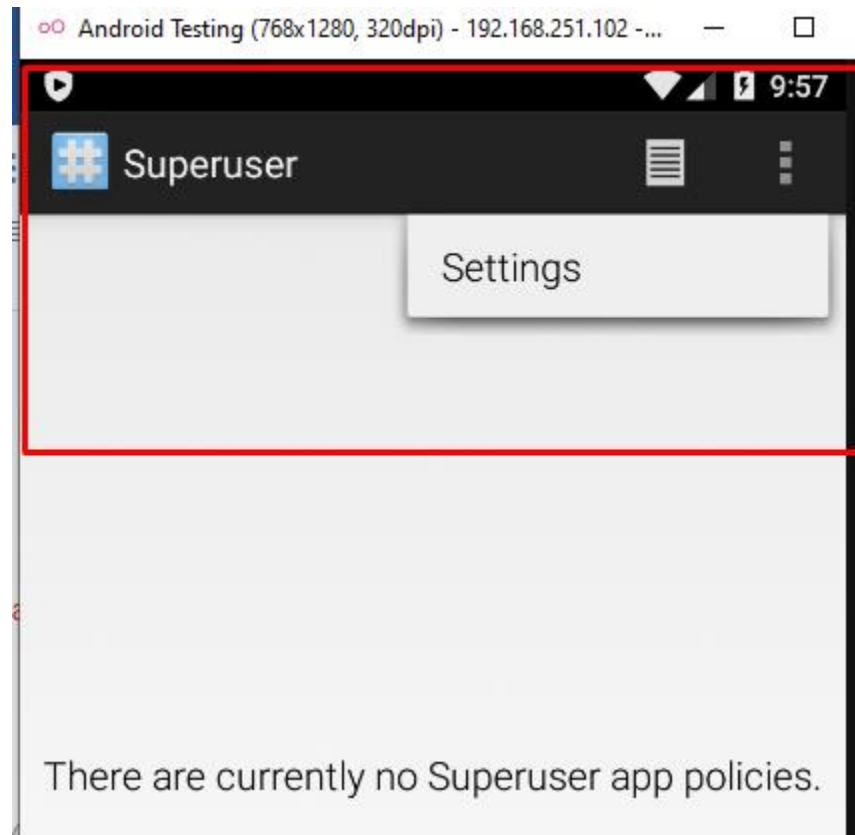 Android Testing (768x1280, 320dpi) - 192.168.251.102 -...
9:57
Superuser
Settings
There are currently no Superuser app policies.